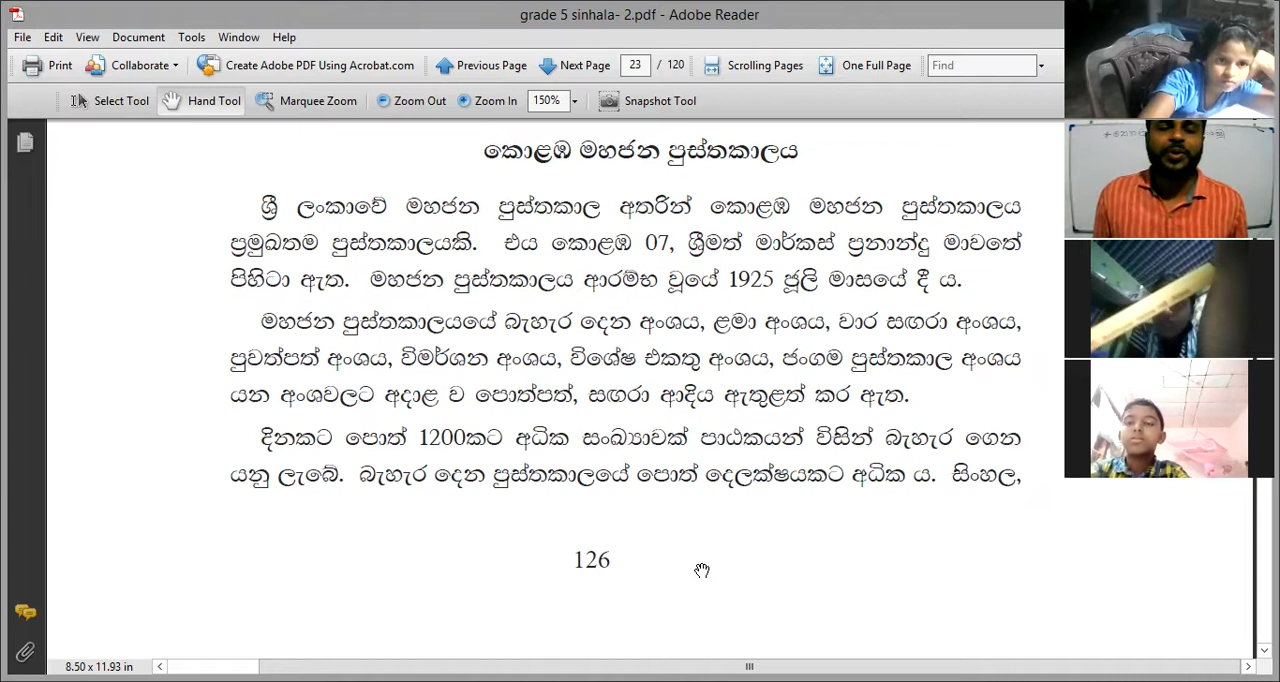 grade 5 sinhala- 2.pdf - Adobe Reader
File Edit View Document Tools Window Help
Print Collaborate Create Adobe PDF Using Acrobat.com Previous Page Next Page 23 / 120 Scrolling Pages One Full Page Find
Select Tool Hand Tool Marquee Zoom Zoom Out Zoom In 150% Snapshot Tool
කොළඹ මහජන පුස්තකාලය
ශ්‍රී ලංකාවේ මහජන පුස්තකාල අතරින් කොළඹ මහජන පුස්තකාලය
ප්‍රමුඛතම පුස්තකාලයකි. එය කොළඹ 07, ශ්‍රීමත් මාර්කස් ප්‍රනාන්දු මාවතේ
පිහිටා ඇත. මහජන පුස්තකාලය ආරම්භ වූයේ 1925 ජූලි මාසයේ දී ය.
මහජන පුස්තකාලයයේ බැහැර දෙන අංශය, ළමා අංශය, වාර සඟරා අංශය,
පුවත්පත් අංශය, විමර්ශන අංශය, විශේෂ එකතු අංශය, ජංගම පුස්තකාල අංශය
යන අංශවලට අදාළ ව පොත්පත්, සඟරා ආදිය ඇතුළත් කර ඇත.
දිනකට පොත් 1200කට අධික සංඛ්‍යාවක් පාඨකයන් විසින් බැහැර ගෙන
යනු ලැබේ. බැහැර දෙන පුස්තකාලයේ පොත් දෙලක්ෂයකට අධික ය. සිංහල,
126
8.50 x 11.93 in